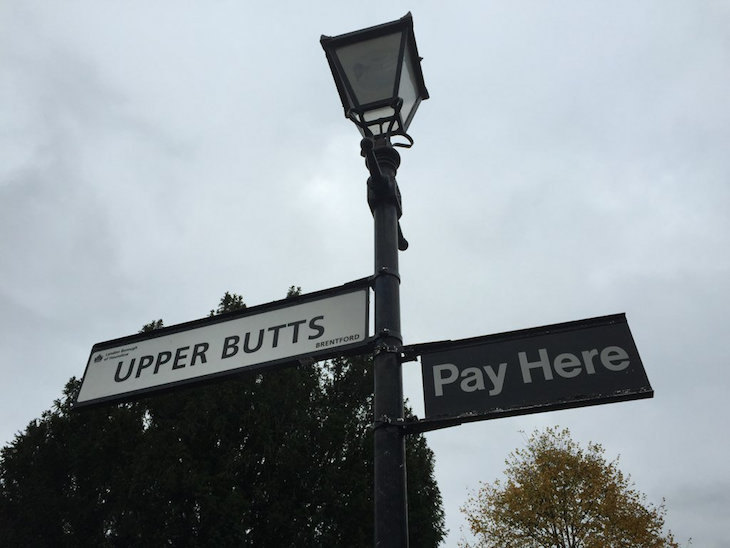 London Borough
of Hounslow
UPPER BUTTS
BRENTFORD
Pay Here